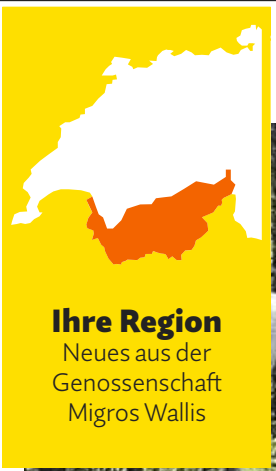 Ihre Region
Neues aus der
Genossenschaft
Migros Wallis